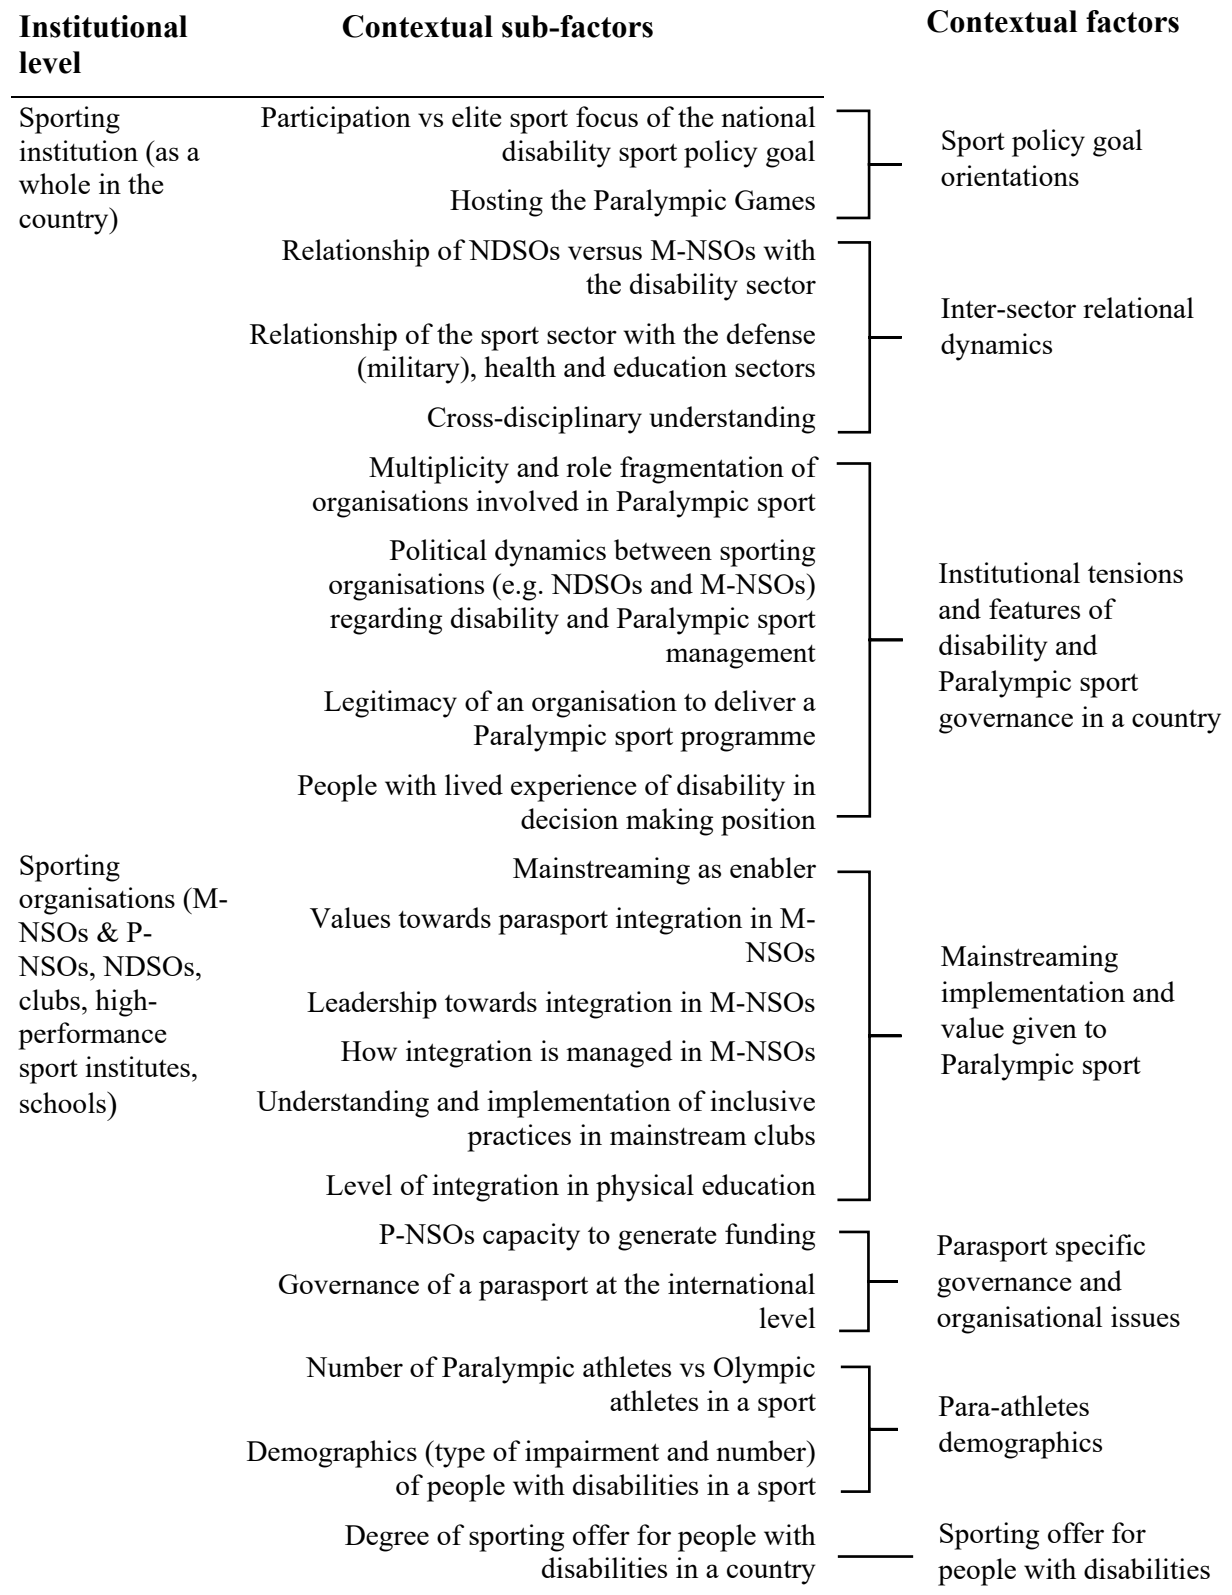 Institutional
level
Contextual sub-factors
Contextual factors
Sporting
institution (as a
whole in the
country)
Participation vs elite sport focus of the national
disability sport policy goal
Hosting the Paralympic Games
Sport policy goal
orientations
Relationship of NDSOs versus M-NSOs with
the disability sector
Relationship of the sport sector with the defense
(military), health and education sectors
Cross-disciplinary understanding
Inter-sector relational
dynamics
Multiplicity and role fragmentation of
organisations involved in Paralympic sport
Political dynamics between sporting
organisations (e.g. NDSOs and M-NSOs)
regarding disability and Paralympic sport
management
Legitimacy of an organisation to deliver a
Paralympic sport programme
People with lived experience of disability in
decision making position
Institutional tensions
and features of
disability and
Paralympic sport
governance in a country
Sporting
organisations (M-
NSOs & P-
NSOs, NDSOs,
clubs, high-
performance
sport institutes,
schools)
Mainstreaming as enabler
Values towards parasport integration in M-
NSOs
Leadership towards integration in M-NSOs
How integration is managed in M-NSOs
Understanding and implementation of inclusive
practices in mainstream clubs
Level of integration in physical education
Mainstreaming
implementation and
value given to
Paralympic sport
P-NSOs capacity to generate funding
Governance of a parasport at the international
level
Parasport specific
governance and
organisational issues
Number of Paralympic athletes vs Olympic
athletes in a sport
Demographics (type of impairment and number)
of people with disabilities in a sport
Para-athletes
demographics
Degree of sporting offer for people with
disabilities in a country
Sporting offer for
people with disabilities